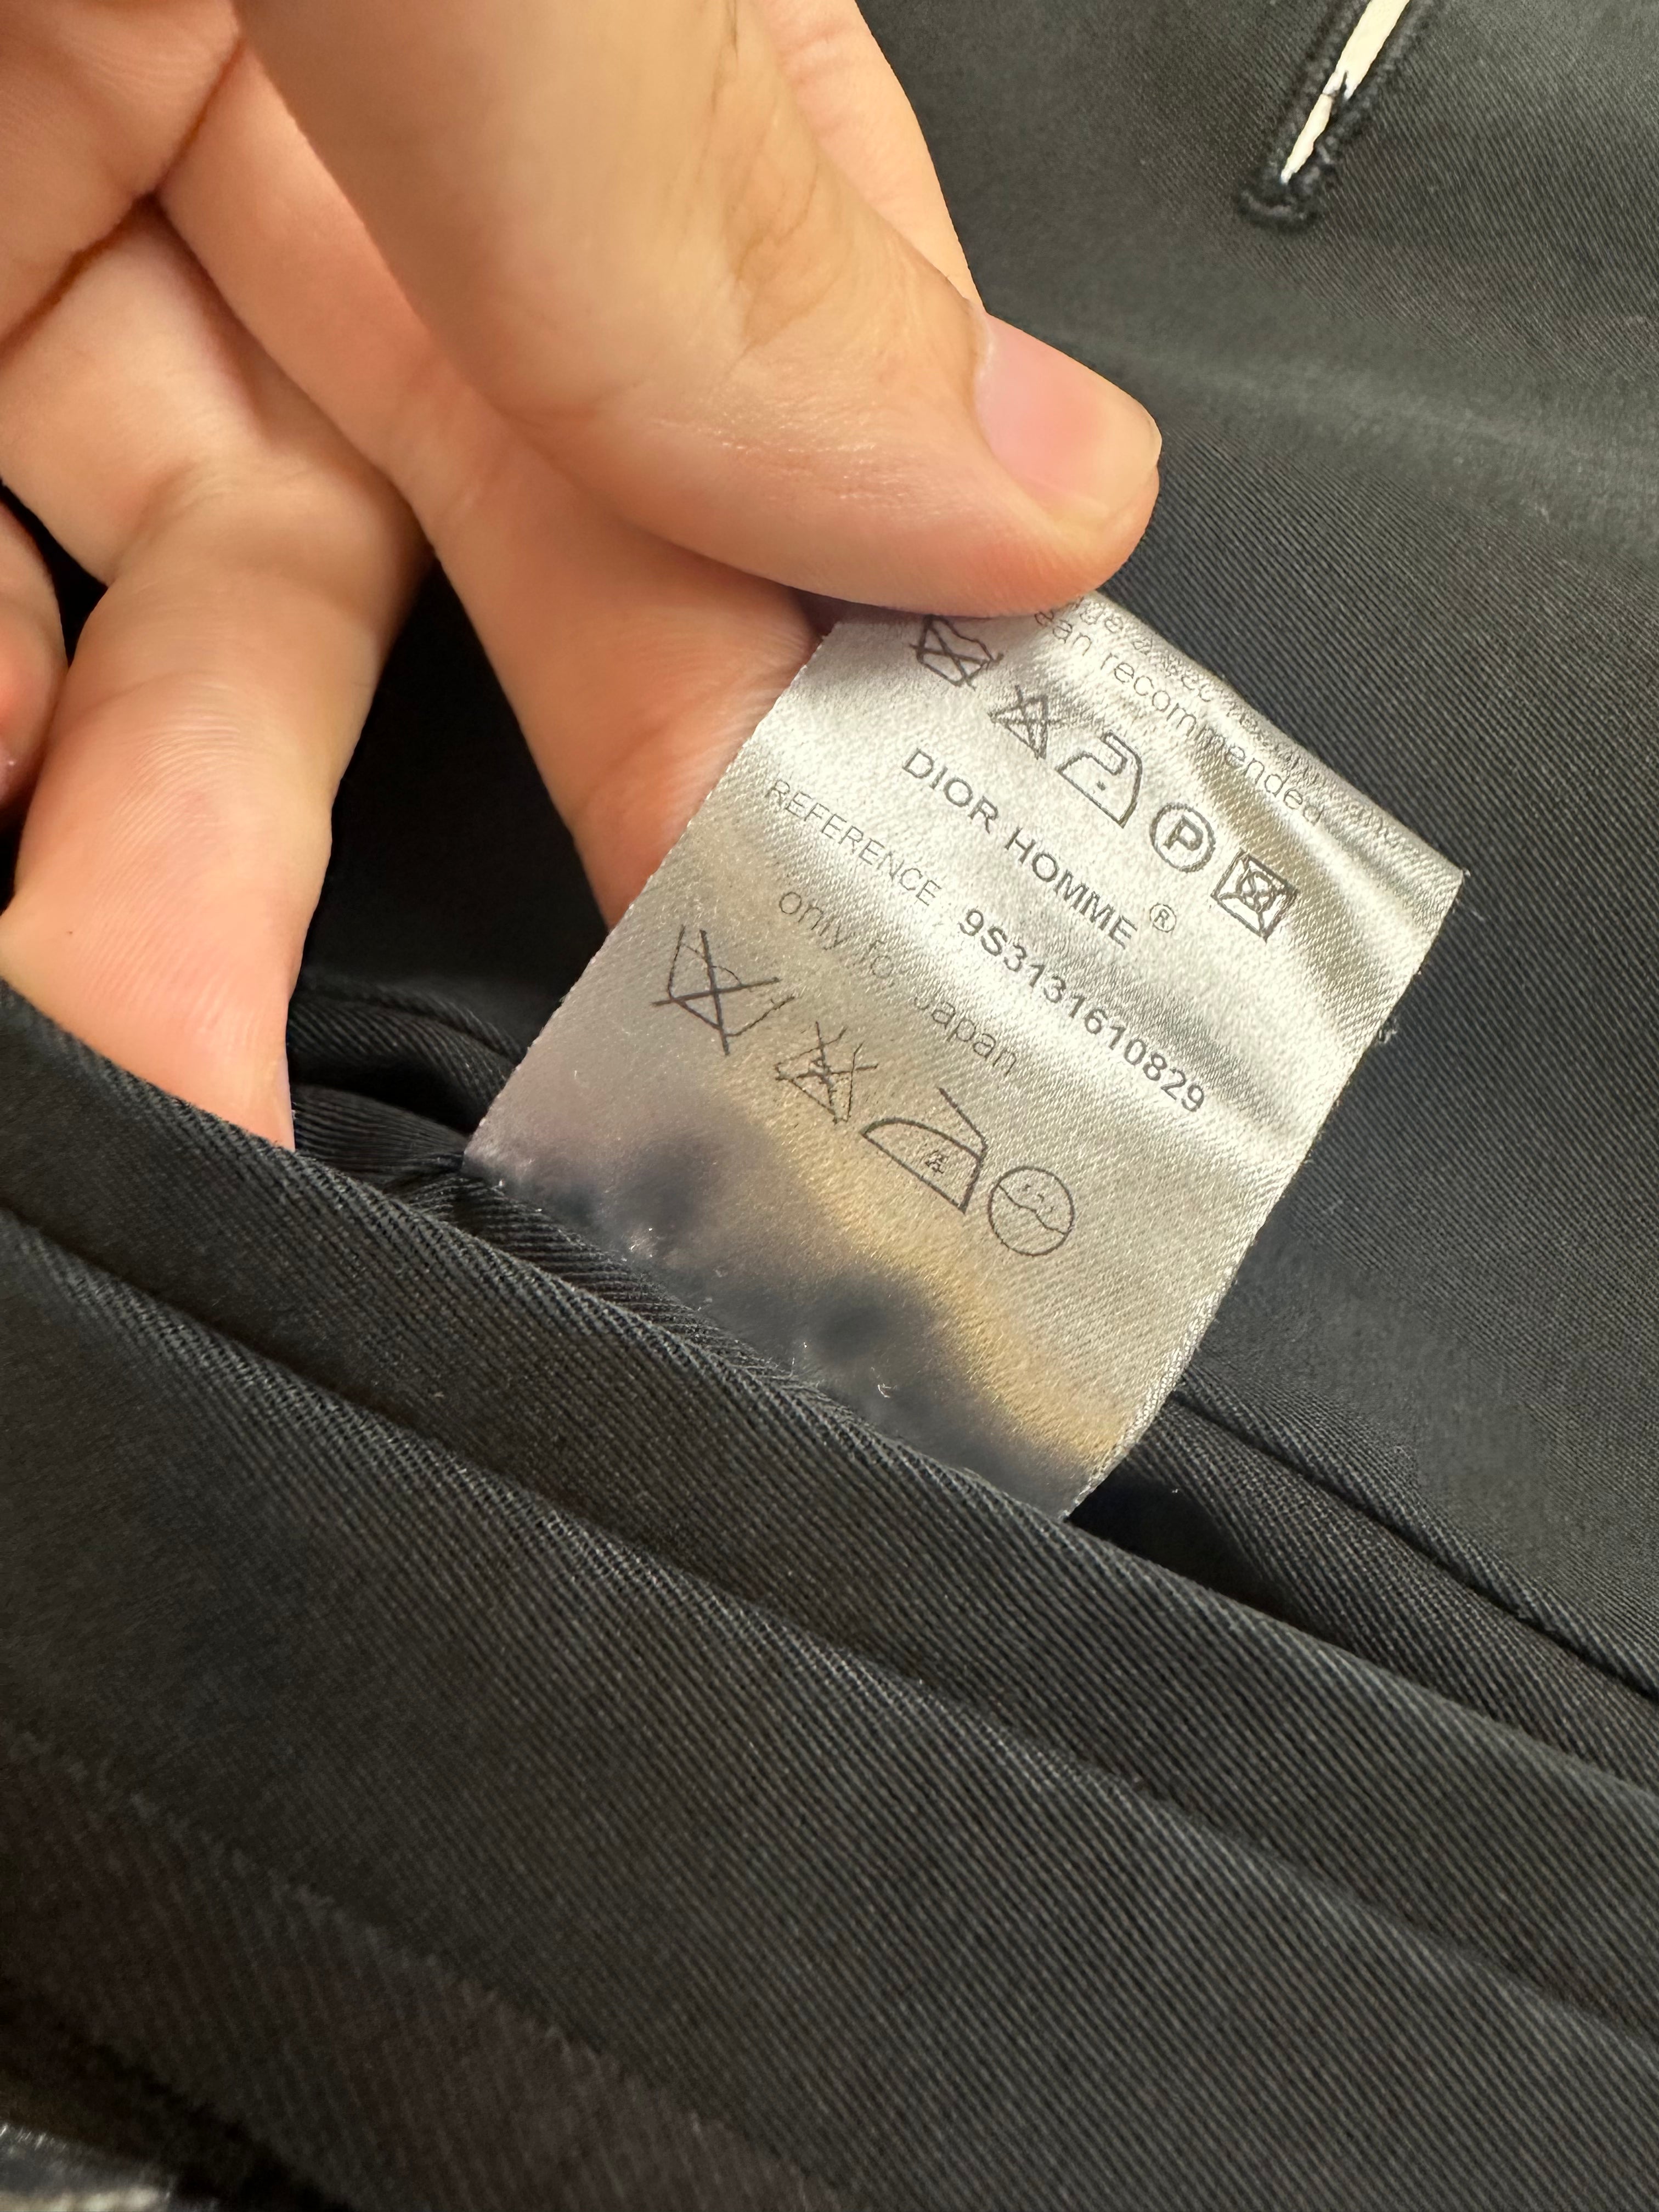 recommended
P
DIOR HOMME ®
REFERENCE : 9S3131610829
only for Japan